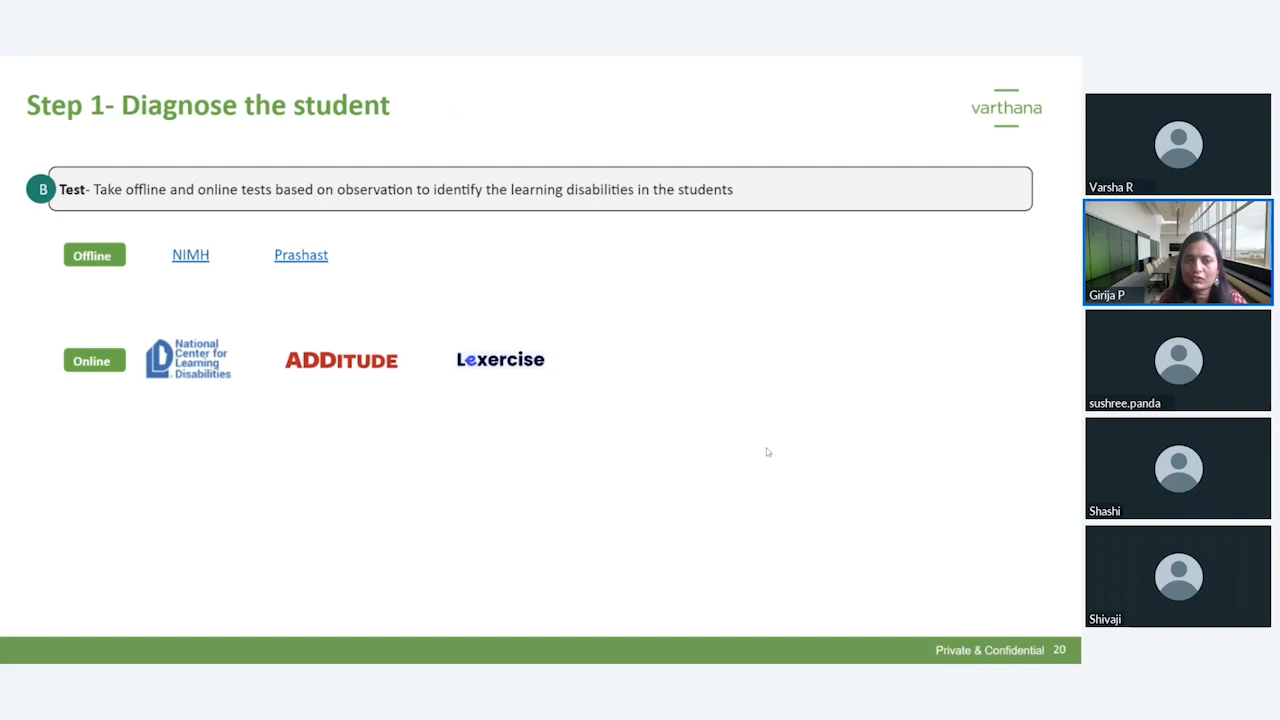 Step 1- Diagnose the student
varthana
B
Test- Take offline and online tests based on observation to identify the learning disabilities in the students
Offline
NIMH
Prashast
Online
National
Center for
Learning
Disabilities
ADDITUDE
Lexercise
Private & Confidential 20
Varsha R
Girija P
sushree.panda
Shashi
Shivaji